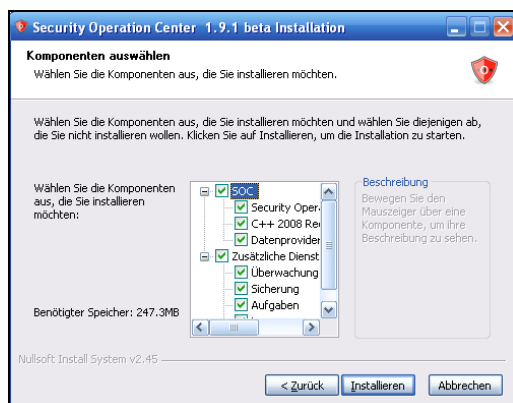 Security Operation Center 1.9.1 beta Installation
Komponenten auswählen
Wählen Sie die Komponenten aus, die Sie installieren möchten.
Wählen Sie die Komponenten aus, die Sie installieren möchten und wählen Sie diejenigen ab,
die Sie nicht installieren wollen. Klicken Sie auf Installieren, um die Installation zu starten.
Wählen Sie die Komponenten
aus, die Sie installieren
möchten:
SOC
Security Oper
C++ 2008 Re
Datenprovider
Zusätzliche Dienst
Überwachung
Sicherung
Aufgaben
Beschreibung
Bewegen Sie den
Mauszeiger über eine
Komponente, um ihre
Beschreibung zu sehen.
Benötigter Speicher: 247.3MB
Nullsoft Install System v2.45
< Zurück
Installieren
Abbrechen